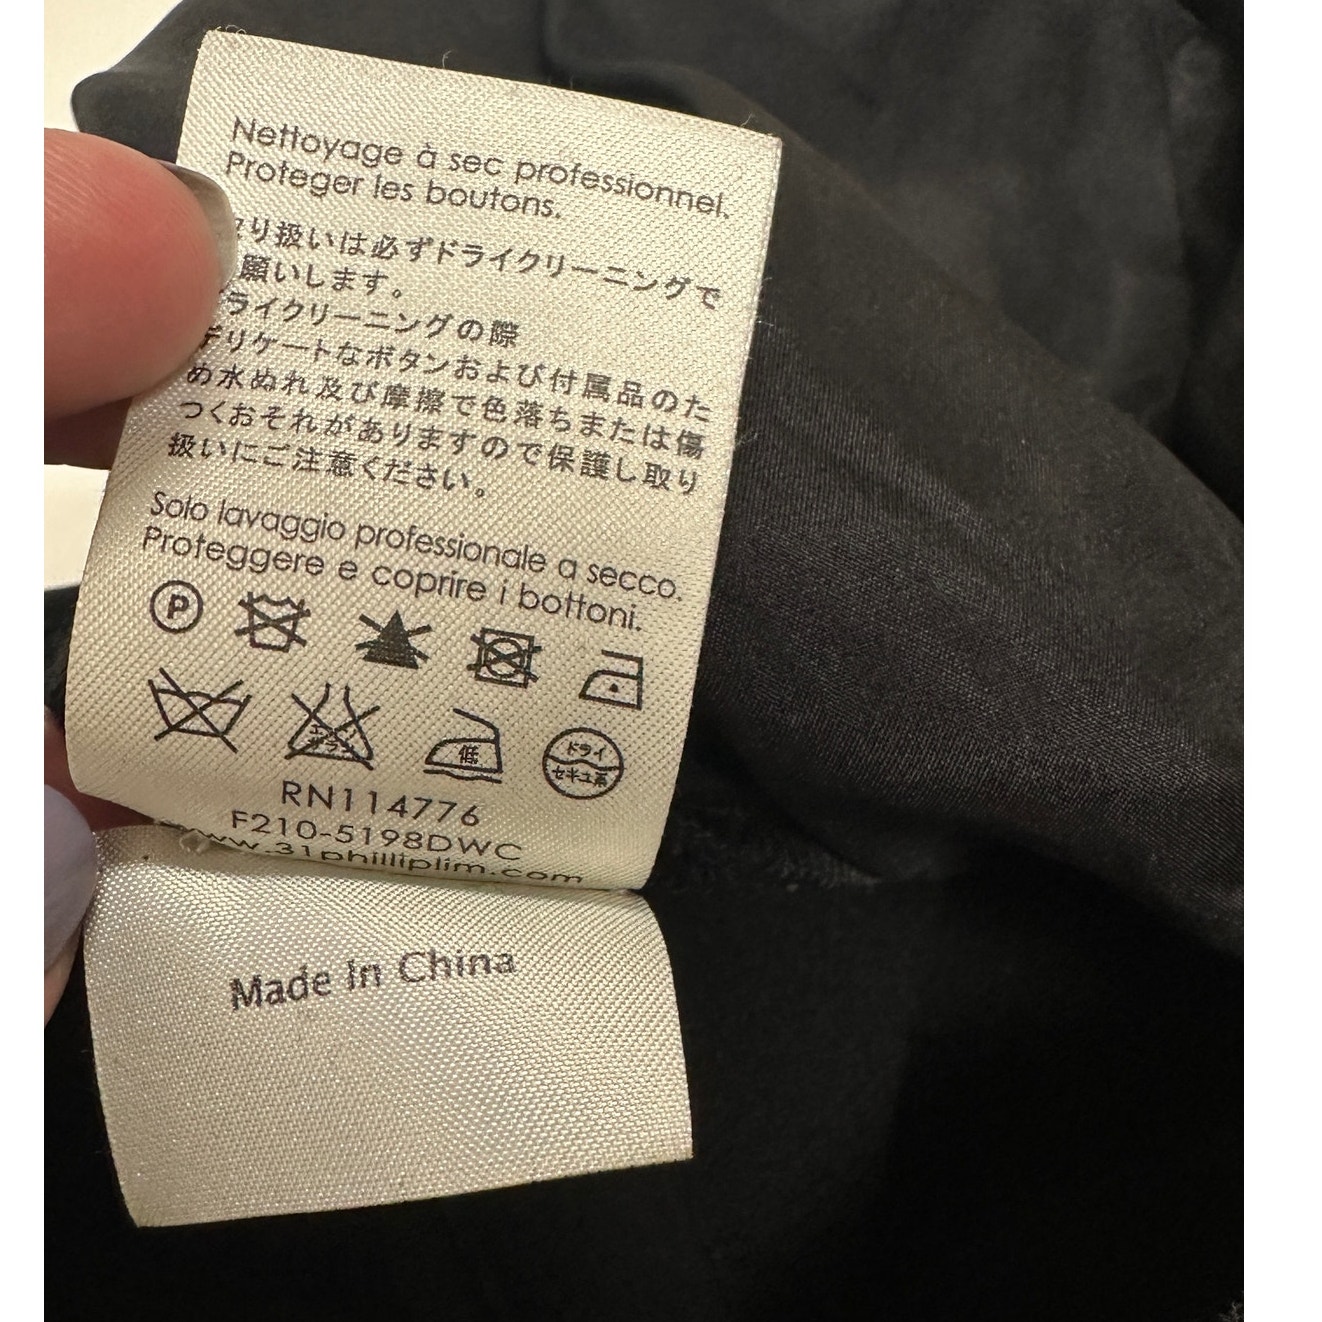 Nettoyage à sec professionnel.
Proteger les boutons.
り扱いは必ずドライクリーニングで
願いします。
ライクリーニングの際
デリケートなボタンおよび付属品のた
め水ぬれ及び摩擦で色落ちまたは傷
つくおそれがありますので保護し取り
扱いにご注意ください。
Solo lavaggio professionale a secco.
Proteggere e coprire i bottoni.
P
低
ドライ
セキユ系
RN114776
F210-5198DWC
www.31philliplim.com
Made in China